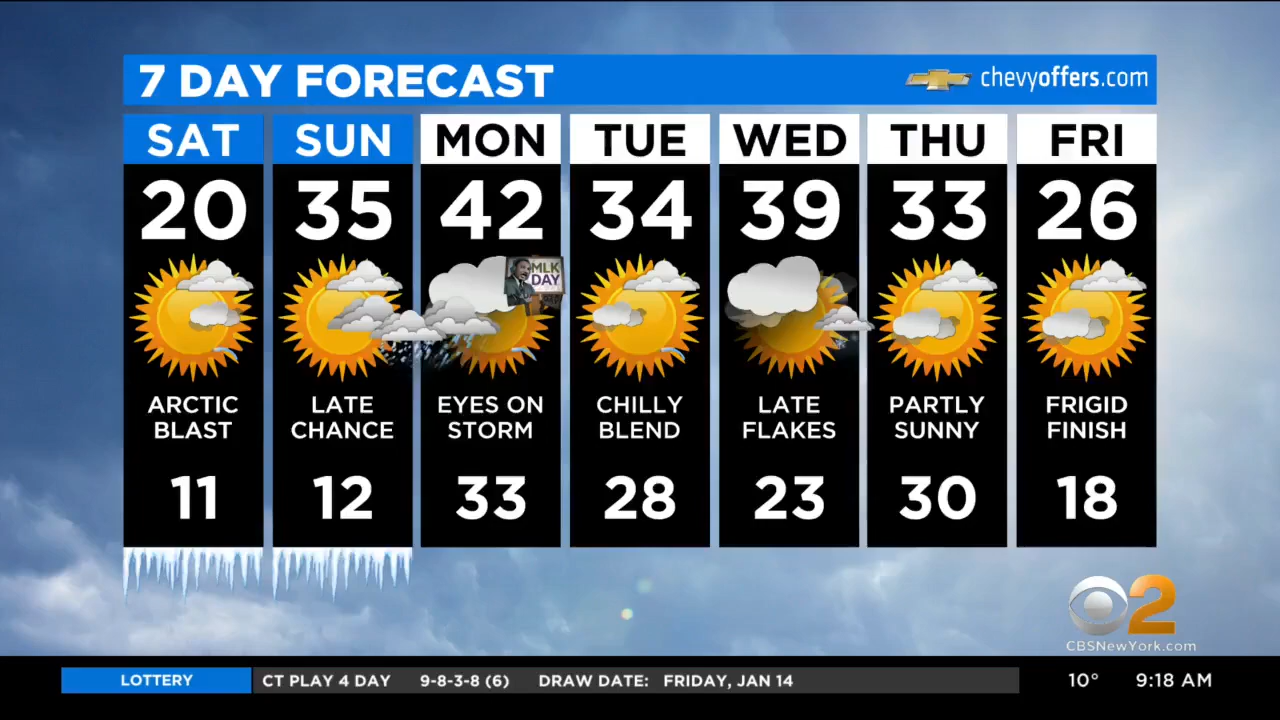 7 DAY FORECAST
chevyoffers.com
SAT SUN MON TUE WED THU FRI
20 35 42 34 39 33 26
MLK
DAY
ARCTIC LATE EYES ON CHILLY LATE PARTLY FRIGID
BLAST CHANCE STORM BLEND FLAKES SUNNY FINISH
11 12 33 28 23 30 18
2
CBSNewYork.com
LOTTERY CT PLAY 4 DAY 9-8-3-8 (6) DRAW DATE: FRIDAY, JAN 14 10° 9:18 AM